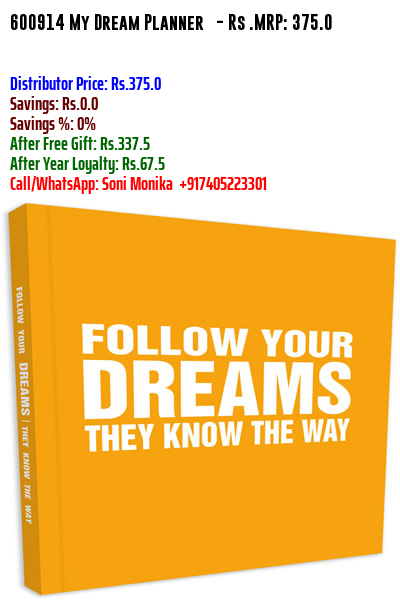 600914 My Dream Planner - Rs .MRP: 375.0
Distributor Price: Rs.375.0
Savings: Rs.0.0
Savings %: 0%
After Free Gift: Rs.337.5
After Year Loyalty: Rs.67.5
Call/WhatsApp: Soni Monika +917405223301
FOLLOW YOUR DREAMS | THEY KNOW THE WAY
FOLLOW YOUR
DREAMS
THEY KNOW THE WAY